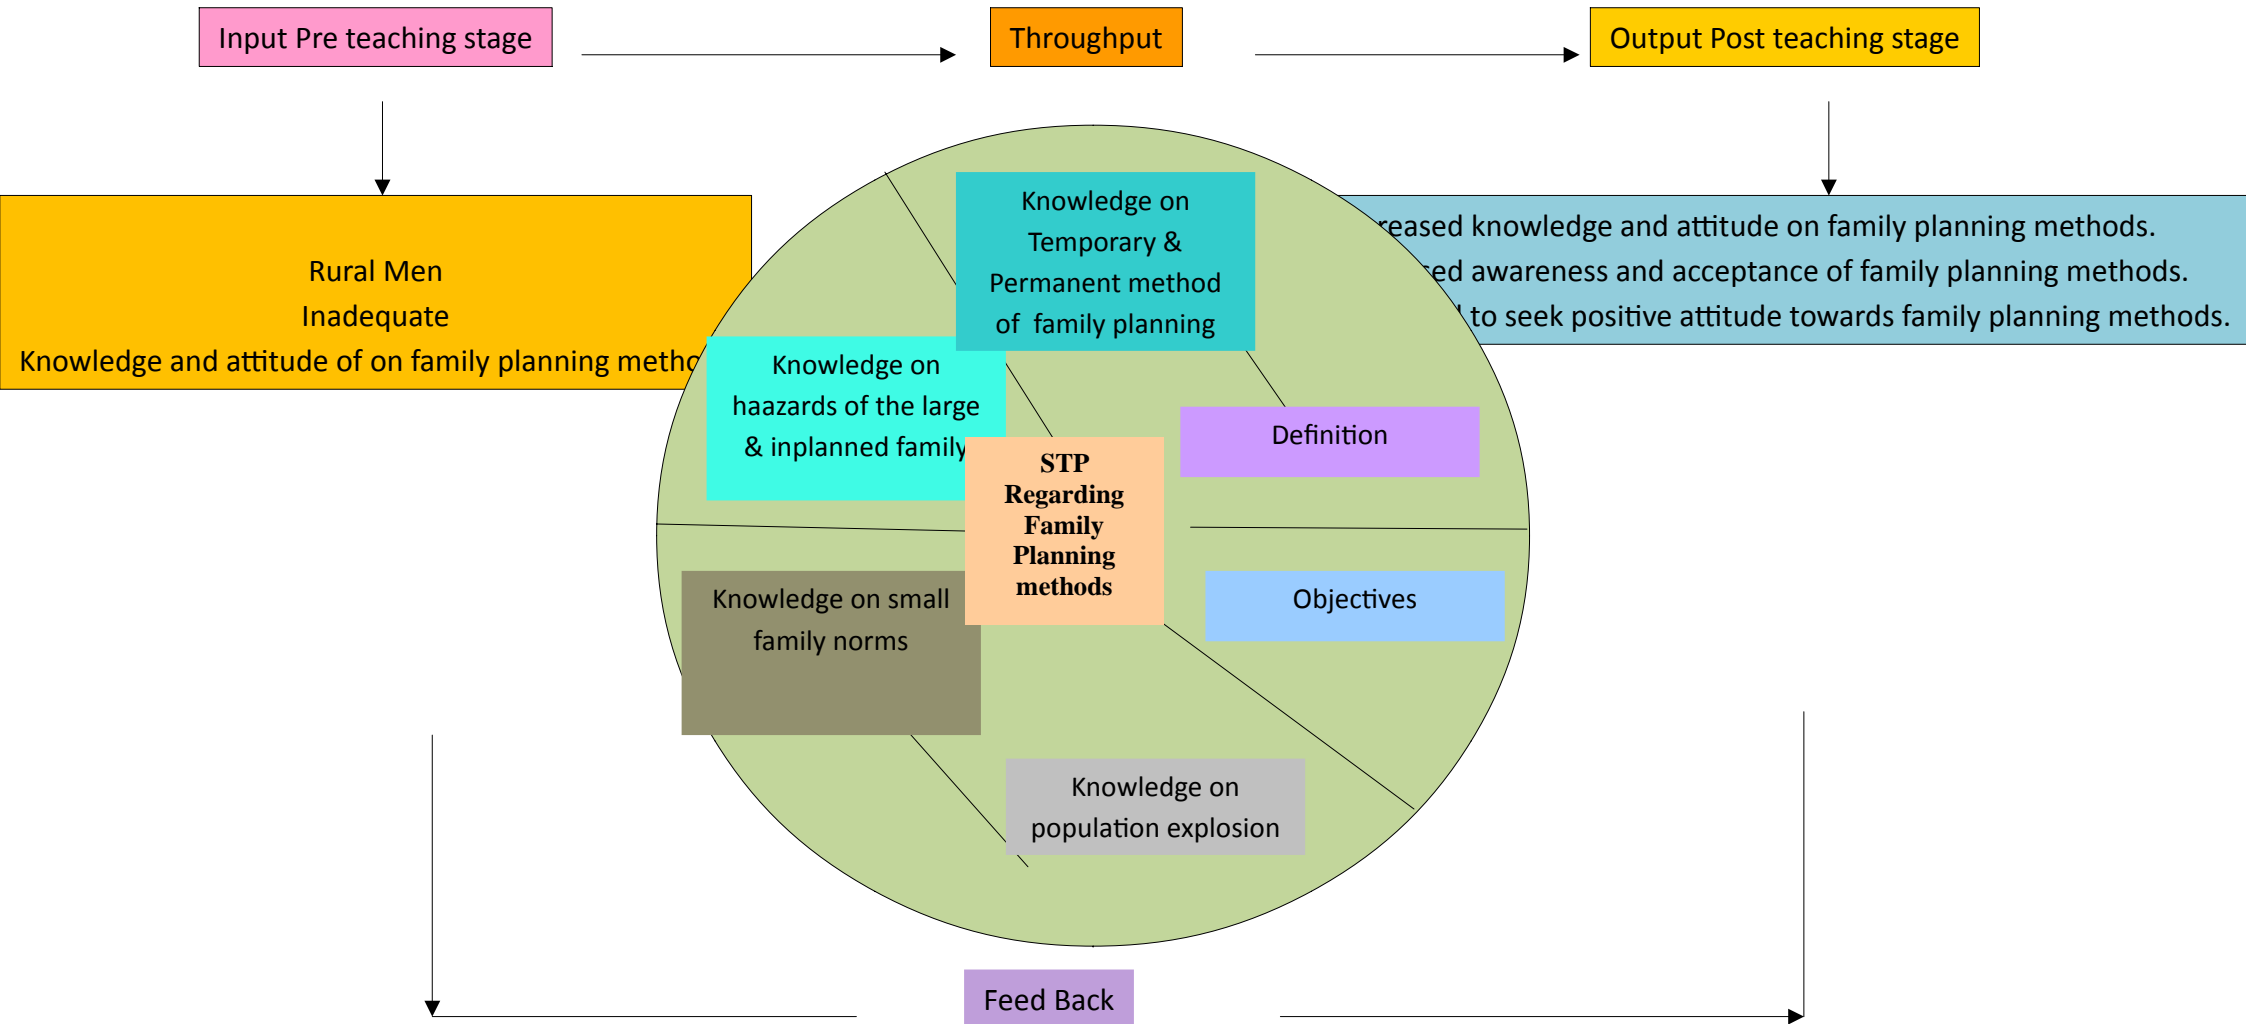 Input Pre teaching stage
Throughput
Output Post teaching stage
Rural Men
Inadequate
Knowledge and attitude of on family planning
Knowledge on
Temporary &
Permanent method
of family planning
knowledge and attitude on family planning methods.
awareness and acceptance of family planning methods.
to seek positive attitude towards family planning methods.
Knowledge on
haazards of the large
& inplanned family
Definition
STP
Regarding
Family
Planning
methods
Knowledge on small
family norms
Objectives
Knowledge on
population explosion
Feed Back